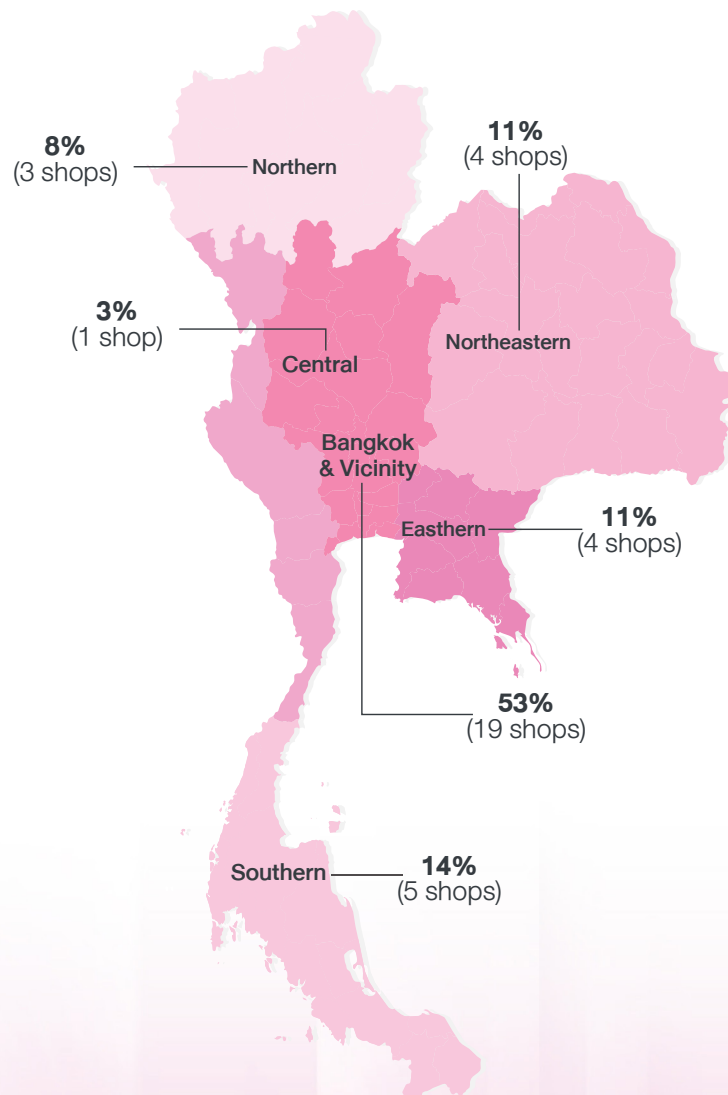 8%
(3 shops)
Northern
11%
(4 shops)
3%
(1 shop)
Central
Northeastern
Bangkok
& Vicinity
Easthern
11%
(4 shops)
53%
(19 shops)
Southern
14%
(5 shops)